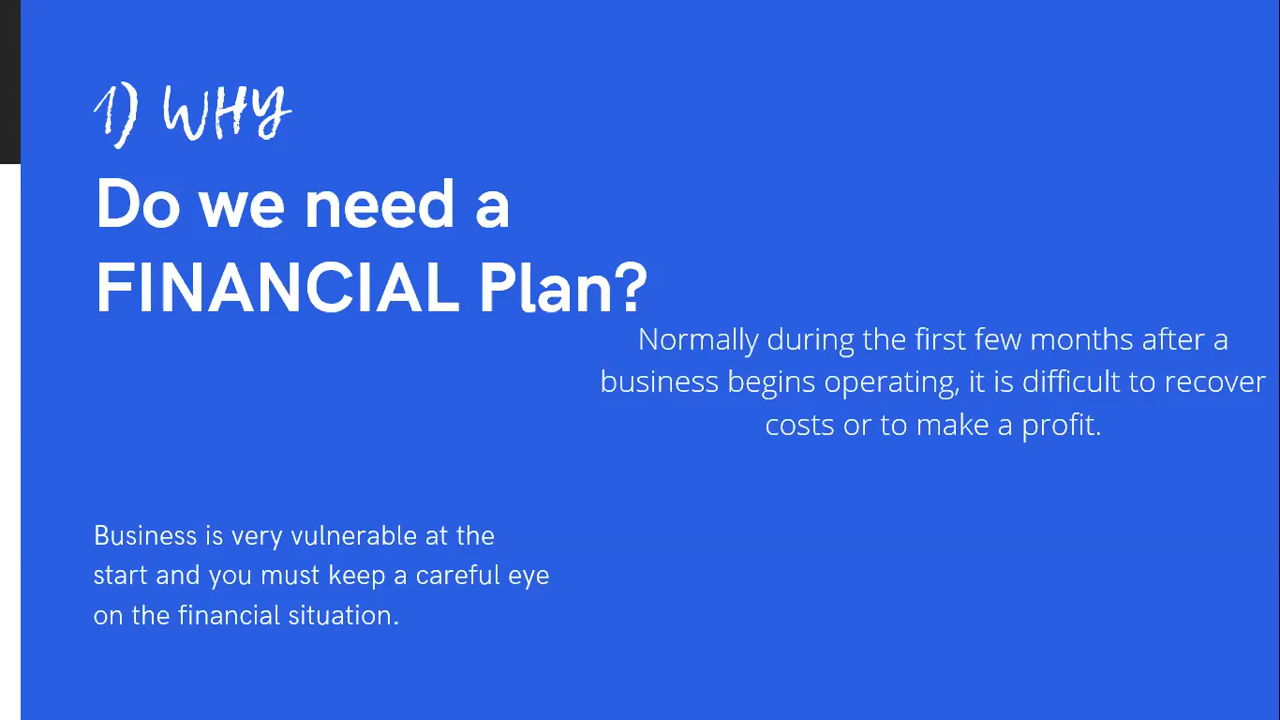 1) WHY
Do we need a
FINANCIAL Plan?
Normally during the first few months after a
business begins operating, it is difficult to recover
costs or to make a profit.
Business is very vulnerable at the
start and you must keep a careful eye
on the financial situation.